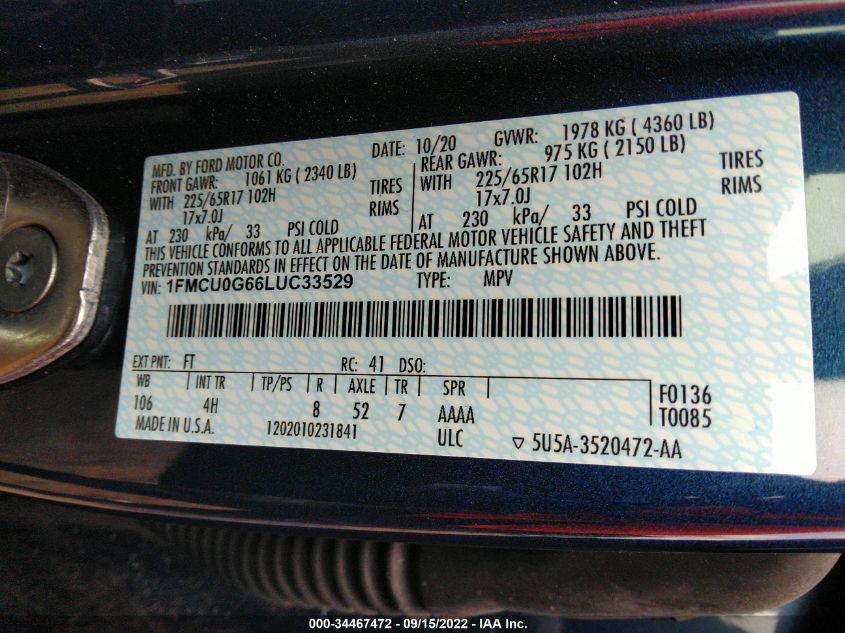 MFD. BY FORD MOTOR CO. DATE: 10/20 GVWR: 1978 KG ( 4360 LB)
FRONT GAWR: 1061 KG ( 2340 LB) REAR GAWR: 975 KG ( 2150 LB)
WITH 225/65R17 102H TIRES WITH 225/65R17 102H TIRES
17x7.0J RIMS 17x7.0J RIMS
AT 230 kPa/ 33 PSI COLD AT 230 kPa/ 33 PSI COLD
THIS VEHICLE CONFORMS TO ALL APPLICABLE FEDERAL MOTOR VEHICLE SAFETY AND THEFT
PREVENTION STANDARDS IN EFFECT ON THE DATE OF MANUFACTURE SHOWN ABOVE.
VIN: 1FMCU0G66LUC33529 TYPE: MPV
EXT PNT: FT RC: 41 DSO:
WB INT TR TP/PS R AXLE TR SPR F0136
106 4H 8 52 7 AAAA T0085
MADE IN U.S.A. 1202010231841 ULC ▽ 5U5A-3520472-AA
000-34467472 - 09/15/2022 - IAA Inc.